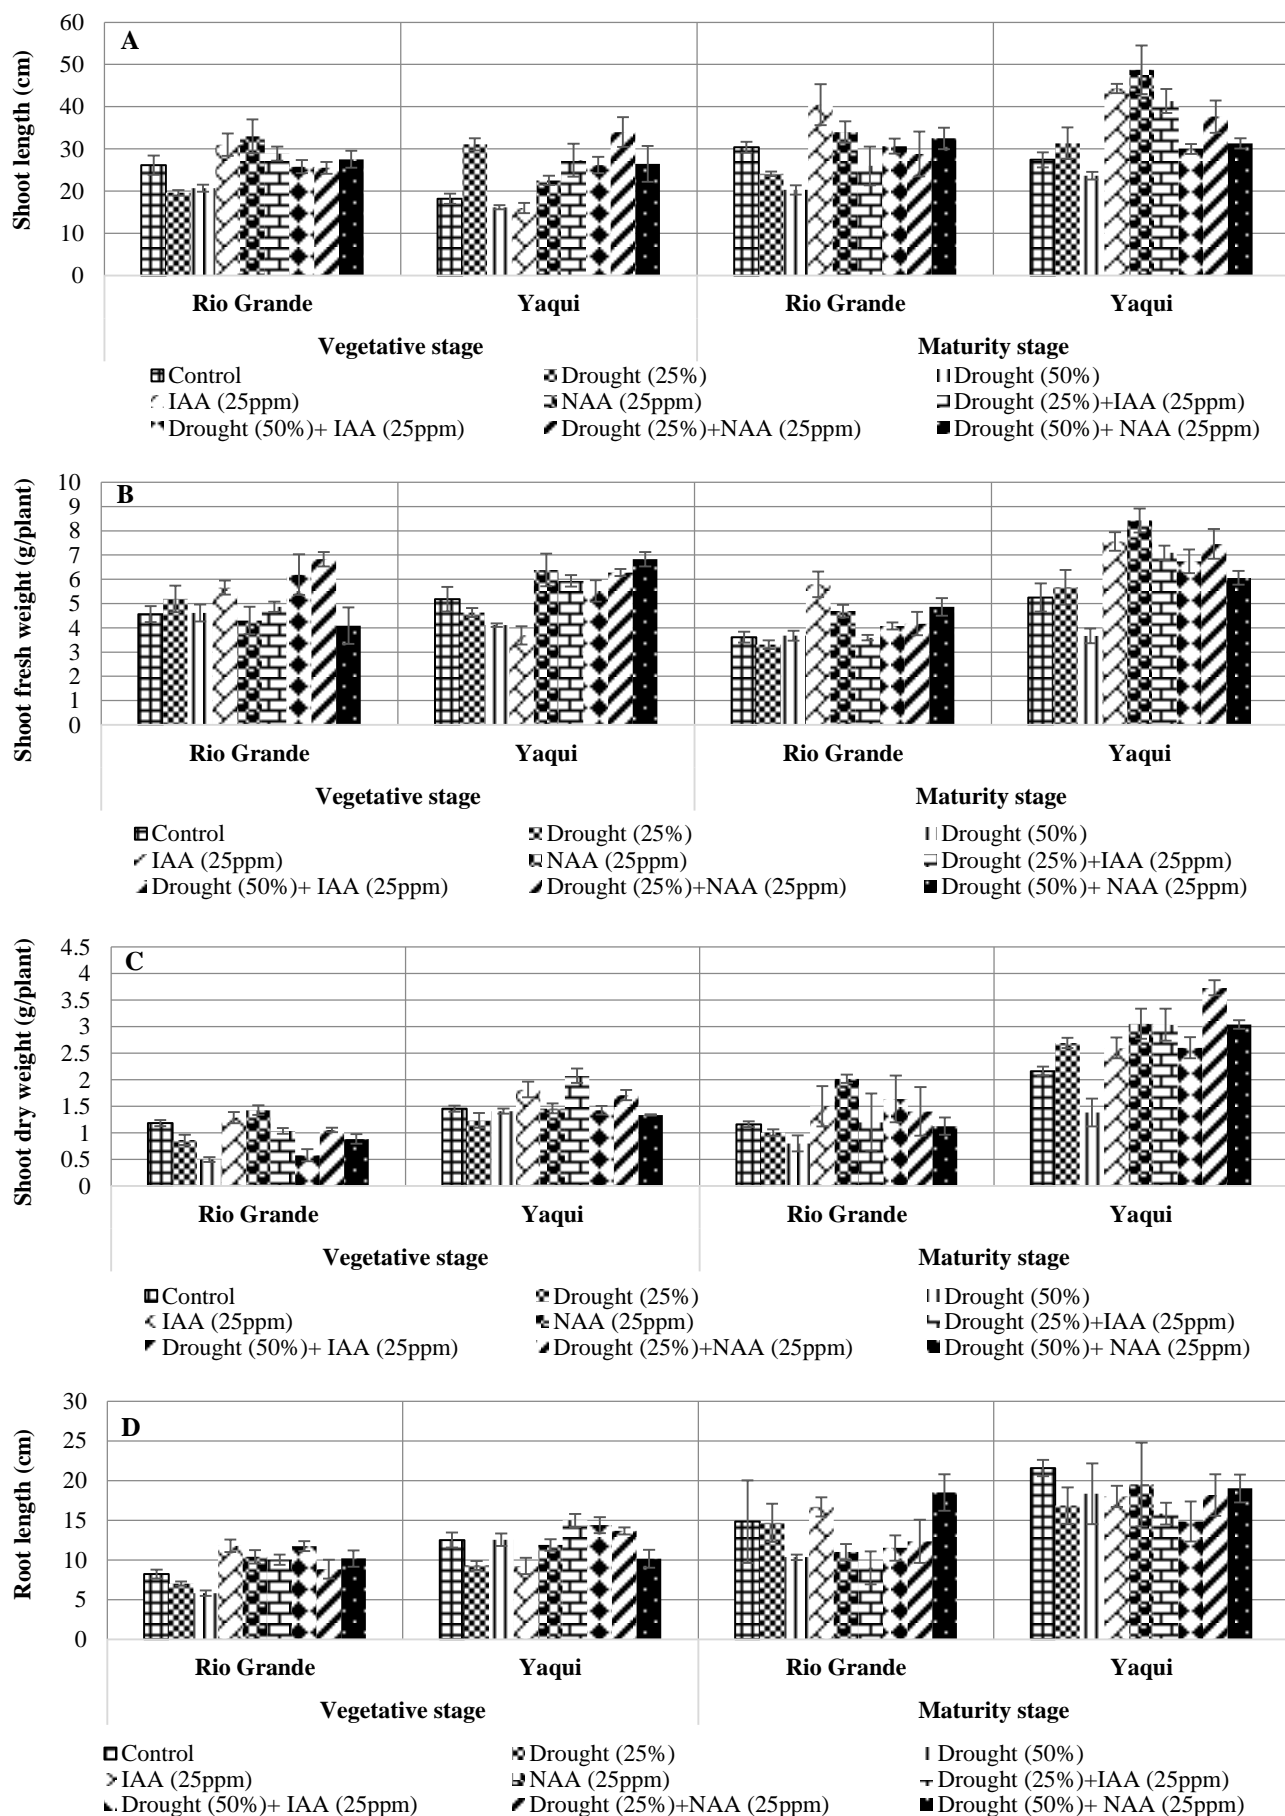 A
Shoot length (cm)
60
50
40
30
20
10
0
Rio Grande Yaqui Rio Grande Yaqui
Vegetative stage Maturity stage
Control Drought (25%) Drought (50%)
IAA (25ppm) NAA (25ppm) Drought (25%)+IAA (25ppm)
Drought (50%)+ IAA (25ppm) Drought (25%)+NAA (25ppm) Drought (50%)+ NAA (25ppm)
B
Shoot fresh weight (g/plant)
10
9
8
7
6
5
4
3
2
1
0
Rio Grande Yaqui Rio Grande Yaqui
Vegetative stage Maturity stage
Control Drought (25%) Drought (50%)
IAA (25ppm) NAA (25ppm) Drought (25%)+IAA (25ppm)
Drought (50%)+ IAA (25ppm) Drought (25%)+NAA (25ppm) Drought (50%)+ NAA (25ppm)
C
Shoot dry weight (g/plant)
4.5
4
3.5
3
2.5
2
1.5
1
0.5
0
Rio Grande Yaqui Rio Grande Yaqui
Vegetative stage Maturity stage
Control Drought (25%) Drought (50%)
IAA (25ppm) NAA (25ppm) Drought (25%)+IAA (25ppm)
Drought (50%)+ IAA (25ppm) Drought (25%)+NAA (25ppm) Drought (50%)+ NAA (25ppm)
D
Root length (cm)
30
25
20
15
10
5
0
Rio Grande Yaqui Rio Grande Yaqui
Vegetative stage Maturity stage
Control Drought (25%) Drought (50%)
IAA (25ppm) NAA (25ppm) Drought (25%)+IAA (25ppm)
Drought (50%)+ IAA (25ppm) Drought (25%)+NAA (25ppm) Drought (50%)+ NAA (25ppm)